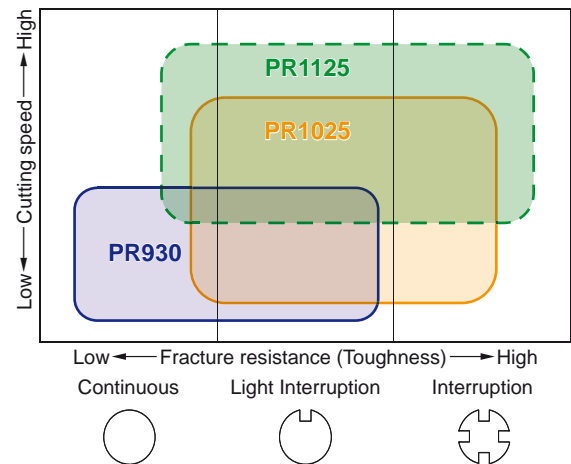 PR1125
PR1025
PR930
Low Cutting speed High
Low Fracture resistance (Toughness) High
Continuous Light Interruption Interruption